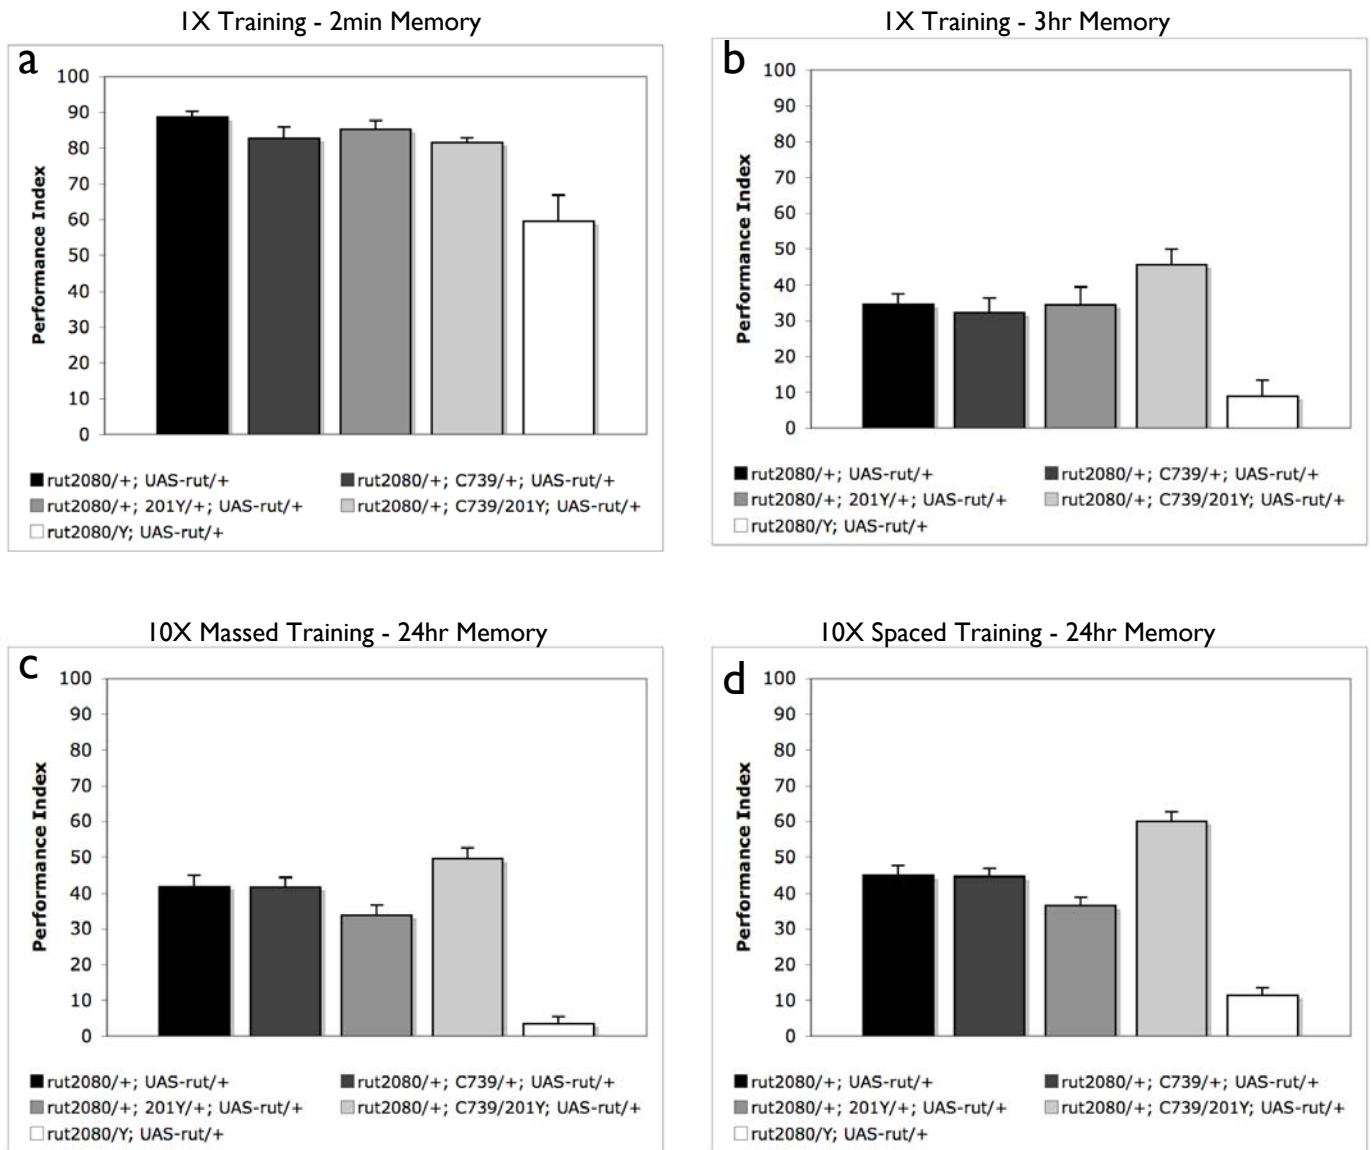 1X Training - 2min Memory
a
100
90
80
70
60
50
40
30
20
10
0
Performance Index
rut2080/+; UAS-rut/+
rut2080/+; C739/+; UAS-rut/+
rut2080/+; 201Y/+; UAS-rut/+
rut2080/+; C739/201Y; UAS-rut/+
rut2080/Y; UAS-rut/+
1X Training - 3hr Memory
b
100
90
80
70
60
50
40
30
20
10
0
Performance Index
rut2080/+; UAS-rut/+
rut2080/+; C739/+; UAS-rut/+
rut2080/+; 201Y/+; UAS-rut/+
rut2080/+; C739/201Y; UAS-rut/+
rut2080/Y; UAS-rut/+
10X Massed Training - 24hr Memory
c
100
90
80
70
60
50
40
30
20
10
0
Performance Index
rut2080/+; UAS-rut/+
rut2080/+; C739/+; UAS-rut/+
rut2080/+; 201Y/+; UAS-rut/+
rut2080/+; C739/201Y; UAS-rut/+
rut2080/Y; UAS-rut/+
10X Spaced Training - 24hr Memory
d
100
90
80
70
60
50
40
30
20
10
0
Performance Index
rut2080/+; UAS-rut/+
rut2080/+; C739/+; UAS-rut/+
rut2080/+; 201Y/+; UAS-rut/+
rut2080/+; C739/201Y; UAS-rut/+
rut2080/Y; UAS-rut/+